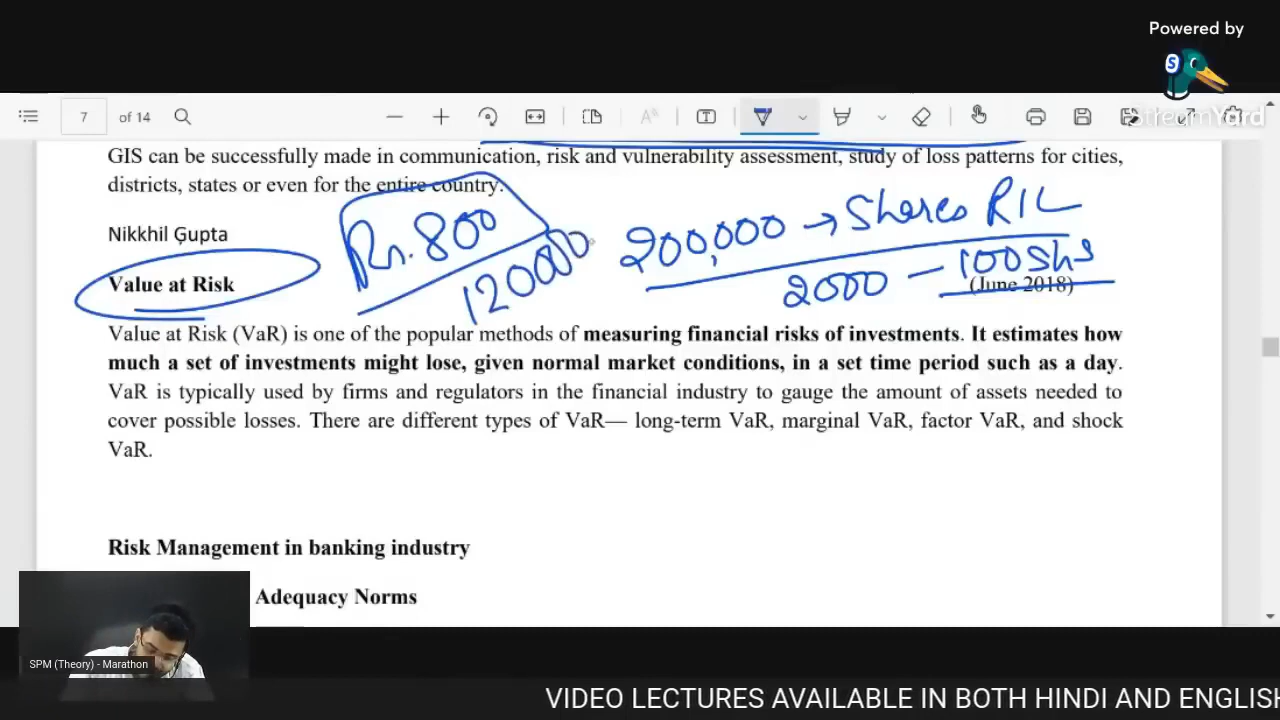 Powered by
S
StreamYard
7 of 14
GIS can be successfully made in communication, risk and vulnerability assessment, study of loss patterns for cities,
districts, states or even for the entire country.
Rs. 800
120000
200,000 → Shares RIL
2000 – 100 Shs
Nikkhil Gupta
Value at Risk
(June 2018)
Value at Risk (VaR) is one of the popular methods of measuring financial risks of investments. It estimates how
much a set of investments might lose, given normal market conditions, in a set time period such as a day.
VaR is typically used by firms and regulators in the financial industry to gauge the amount of assets needed to
cover possible losses. There are different types of VaR— long-term VaR, marginal VaR, factor VaR, and shock
VaR.
Risk Management in banking industry
Adequacy Norms
SPM (Theory) - Marathon
VIDEO LECTURES AVAILABLE IN BOTH HINDI AND ENGLISH